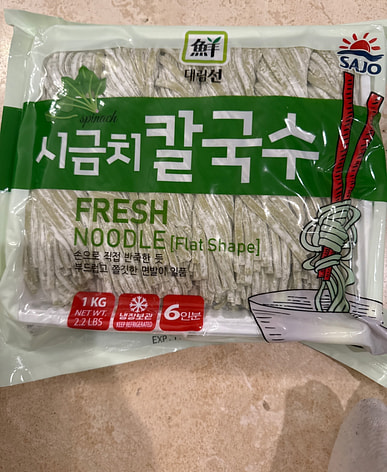 鮮
대림선
SAJO
spinach
시금치칼국수
FRESH
NOODLE [Flat Shape]
손으로 직접 반죽한 듯
부드럽고 쫄깃한 면발이 일품
1 KG
NET WT.
2.2 LBS
냉장보관
KEEP REFRIGERATED
6인분
EXP